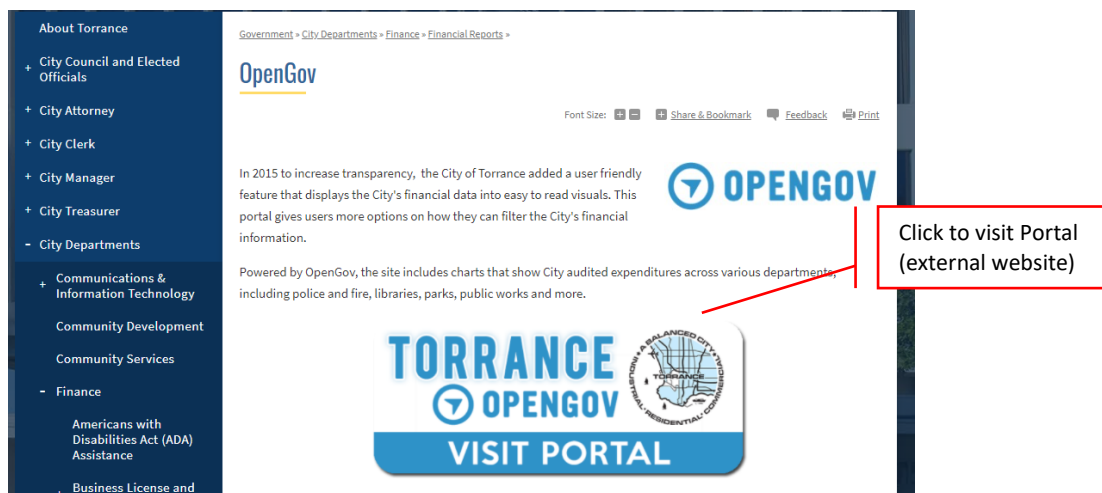 About Torrance
+ City Council and Elected
Officials
+ City Attorney
+ City Clerk
+ City Manager
+ City Treasurer
- City Departments
+ Communications &
Information Technology
Community Development
Community Services
- Finance
Americans with
Disabilities Act (ADA)
Assistance
Business License and
Government » City Departments » Finance » Financial Reports »
OpenGov
Font Size: + - + Share & Bookmark Feedback Print
In 2015 to increase transparency, the City of Torrance added a user friendly
feature that displays the City's financial data into easy to read visuals. This
portal gives users more options on how they can filter the City's financial
information.
OPENGOV
Powered by OpenGov, the site includes charts that show City audited expenditures across various departments,
including police and fire, libraries, parks, public works and more.
Click to visit Portal
(external website)
TORRANCE
OPENGOV
A BALANCED CITY
INDUSTRIAL·RESIDENTIAL·COMMERCIAL
TORRANCE
VISIT PORTAL